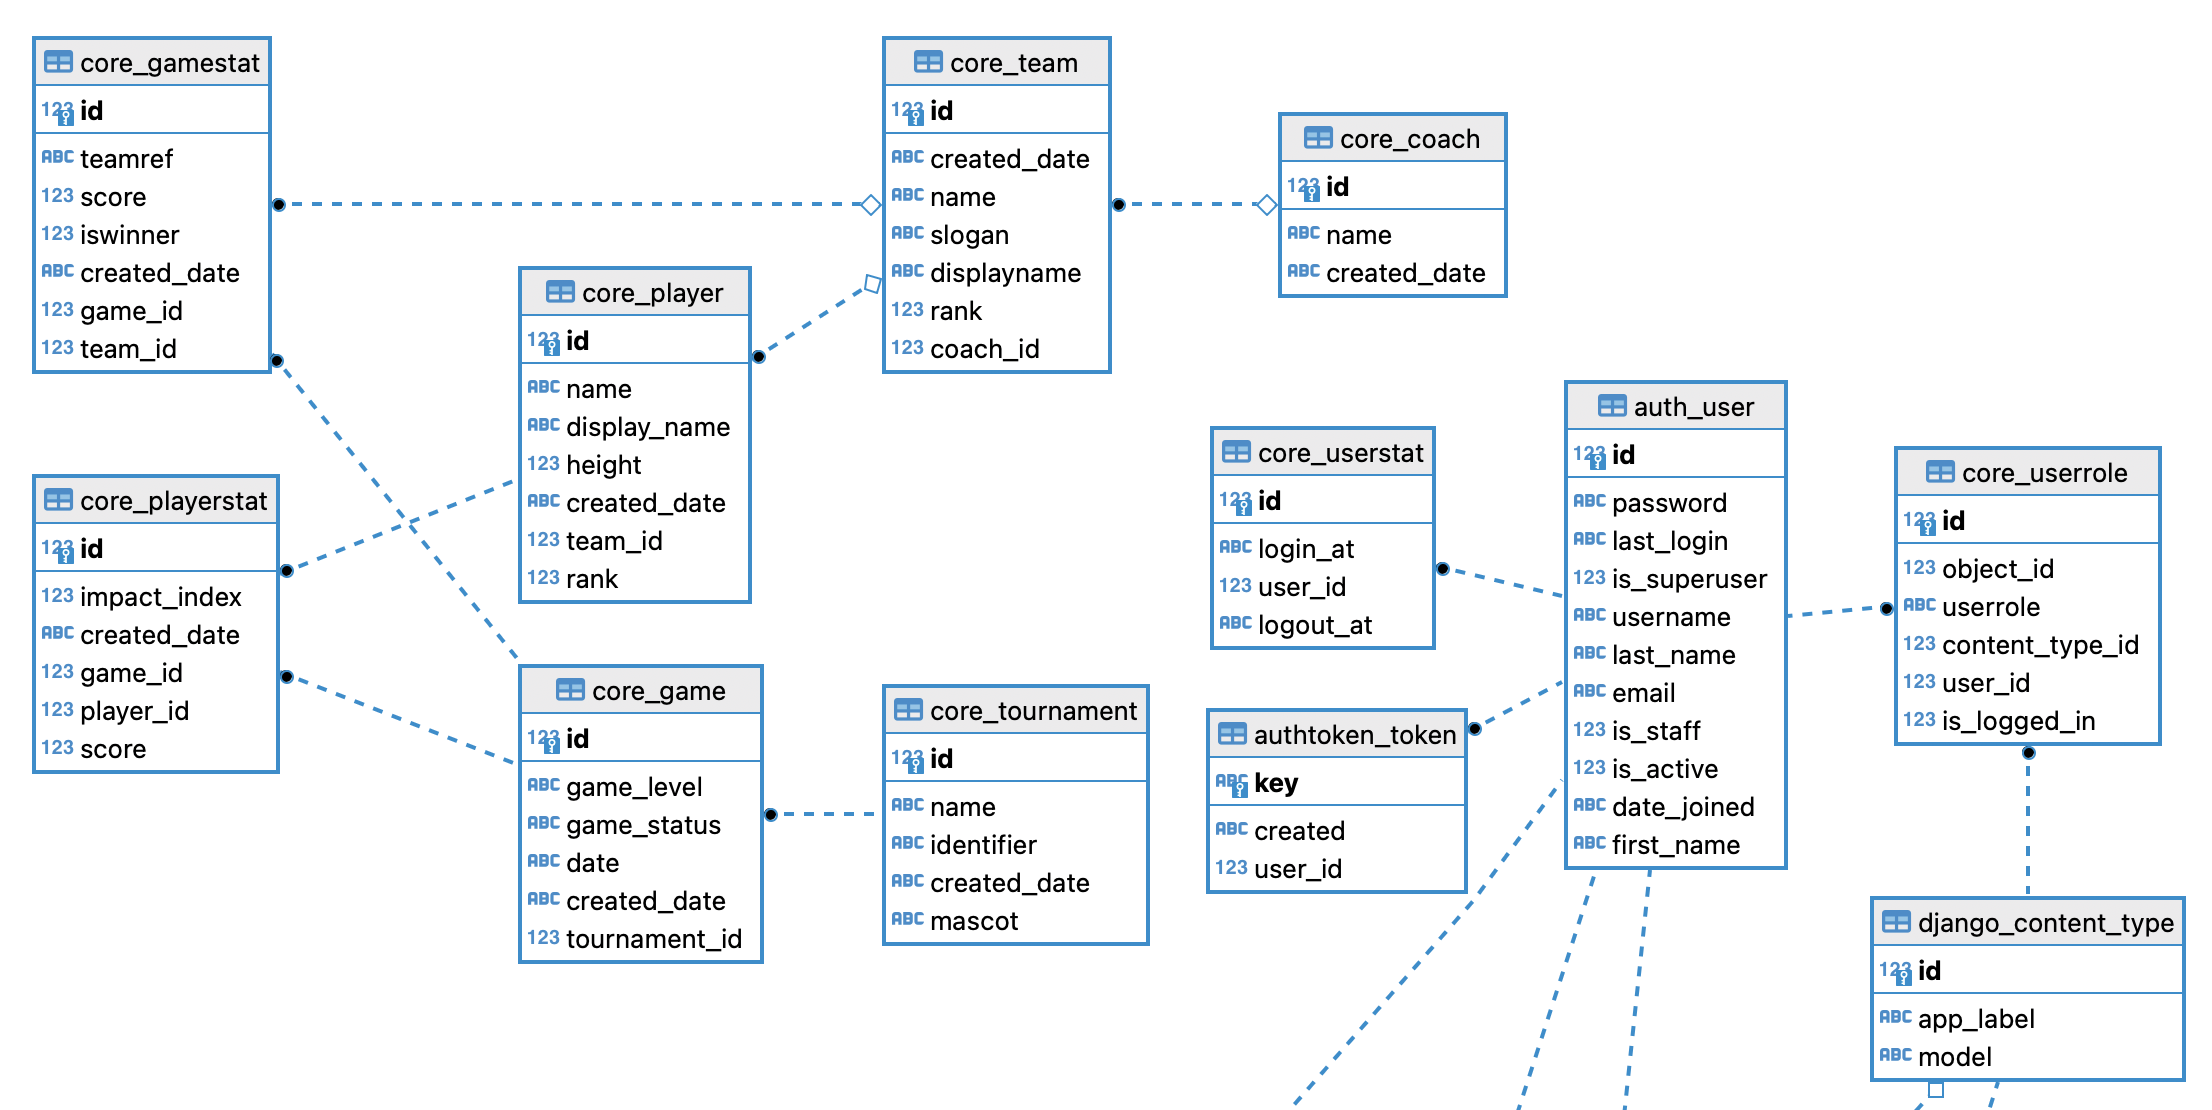 core_gamestat
123 id
ABC teamref
123 score
123 iswinner
ABC created_date
123 game_id
123 team_id
core_team
123 id
ABC created_date
ABC name
ABC slogan
ABC displayname
123 rank
123 coach_id
core_coach
123 id
ABC name
ABC created_date
core_player
123 id
ABC name
ABC display_name
123 height
ABC created_date
123 team_id
123 rank
core_playerstat
123 id
123 impact_index
ABC created_date
123 game_id
123 player_id
123 score
core_game
123 id
ABC game_level
ABC game_status
ABC date
ABC created_date
123 tournament_id
core_tournament
123 id
ABC name
ABC identifier
ABC created_date
ABC mascot
core_userstat
123 id
ABC login_at
123 user_id
ABC logout_at
auth_user
123 id
ABC password
ABC last_login
123 is_superuser
ABC username
ABC last_name
ABC email
123 is_staff
123 is_active
ABC date_joined
ABC first_name
core_userrole
123 id
123 object_id
ABC userrole
123 content_type_id
123 user_id
123 is_logged_in
authtoken_token
ABC key
ABC created
123 user_id
django_content_type
123 id
ABC app_label
ABC model